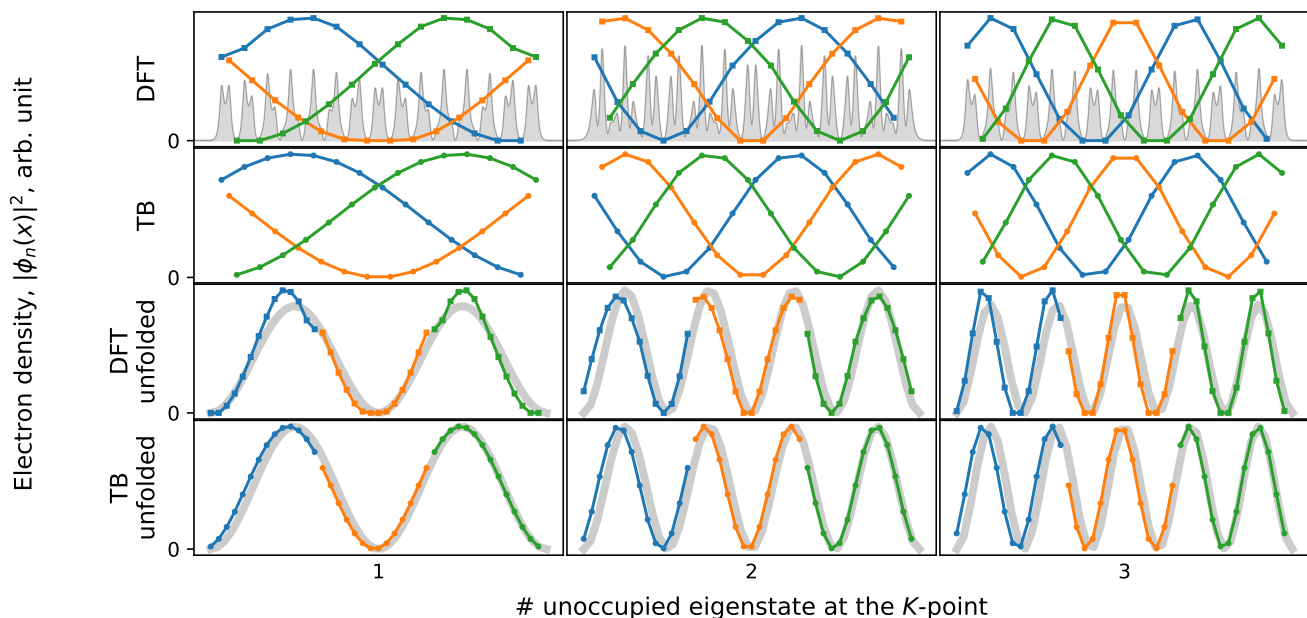 Electron density, |ϕₙ(x)|², arb. unit
DFT
0
TB
0
DFT
unfolded
0
TB
unfolded
0
1
2
3
# unoccupied eigenstate at the K-point